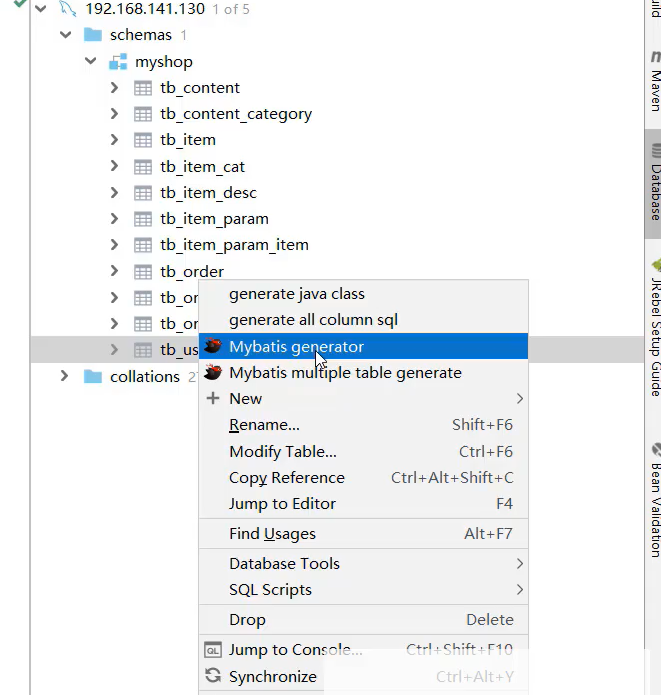 192.168.141.130 1 of 5
schemas 1
myshop
tb_content
tb_content_category
tb_item
tb_item_cat
tb_item_desc
tb_item_param
tb_item_param_item
tb_order
tb_or
tb_or
tb_us
collations 2
generate java class
generate all column sql
Mybatis generator
Mybatis multiple table generate
New
Rename... Shift+F6
Modify Table... Ctrl+F6
Copy Reference Ctrl+Alt+Shift+C
Jump to Editor F4
Find Usages Alt+F7
Database Tools
SQL Scripts
Drop Delete
QL Jump to Console... Ctrl+Shift+F10
Synchronize Ctrl+Alt+Y
Maven
Database
JRebel Setup Guide
Bean Validation